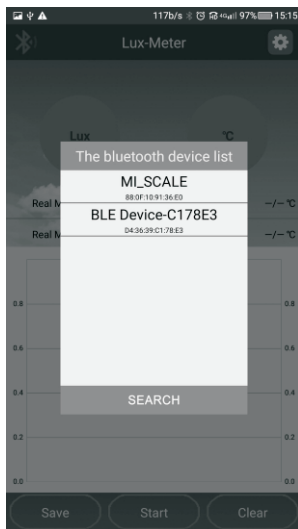 117b/s 4G 97% 15:15
Lux-Meter
Lux ℃
The bluetooth device list
MI_SCALE
88:0F:10:91:36:E0
Real M -/-- ℃
BLE Device-C178E3
D4:36:39:C1:78:E3
Real M -/-- ℃
0.8 0.8
0.6 0.6
0.4 0.4
SEARCH
0.2 0.2
0.0 0.0
Save Start Clear